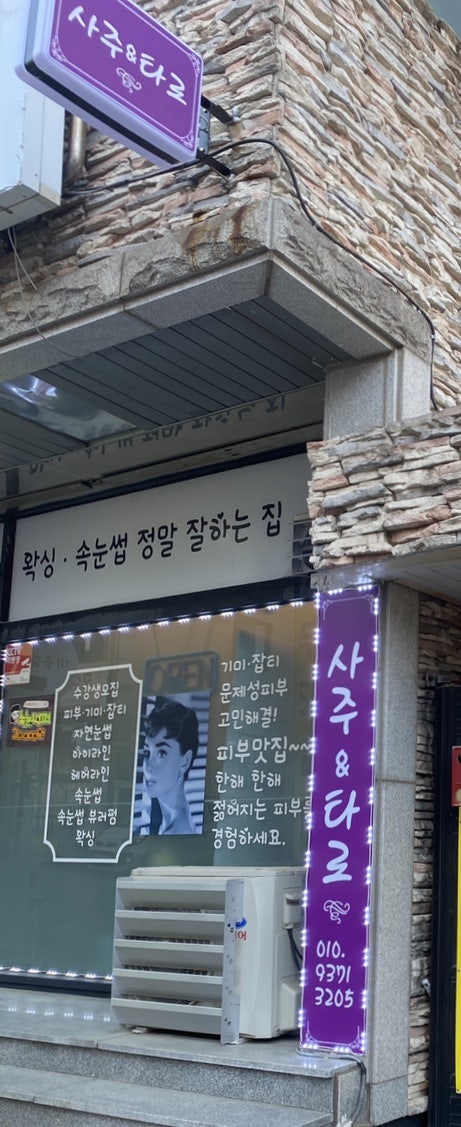 사주&타로
왁싱·속눈썹 정말 잘하는 집
수강생모집
피부·기미·잡티
자연눈썹
아이라인
헤어라인
속눈썹
속눈썹 뷰러펌
왁싱
기미·잡티
문제성피부
고민해결!
피부맛집~~
한해 한해
젊어지는 피부를
경험하세요.
사주&타로
010.
9371
3205